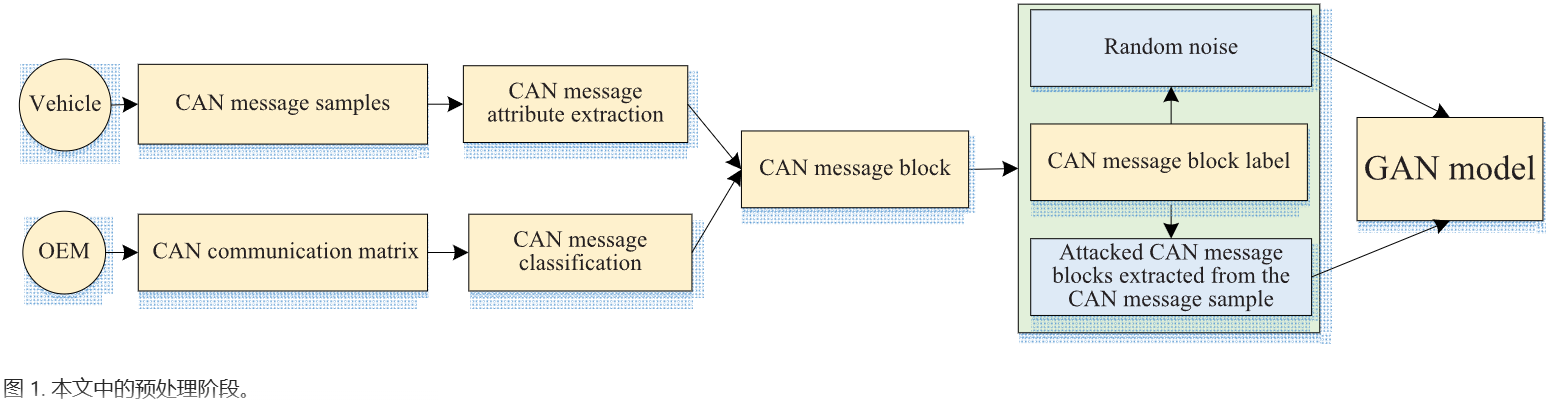 Vehicle
CAN message samples
CAN message
attribute extraction
OEM
CAN communication matrix
CAN message
classification
CAN message block
Random noise
CAN message block label
Attacked CAN message
blocks extracted from the
CAN message sample
GAN model
图 1. 本文中的预处理阶段。